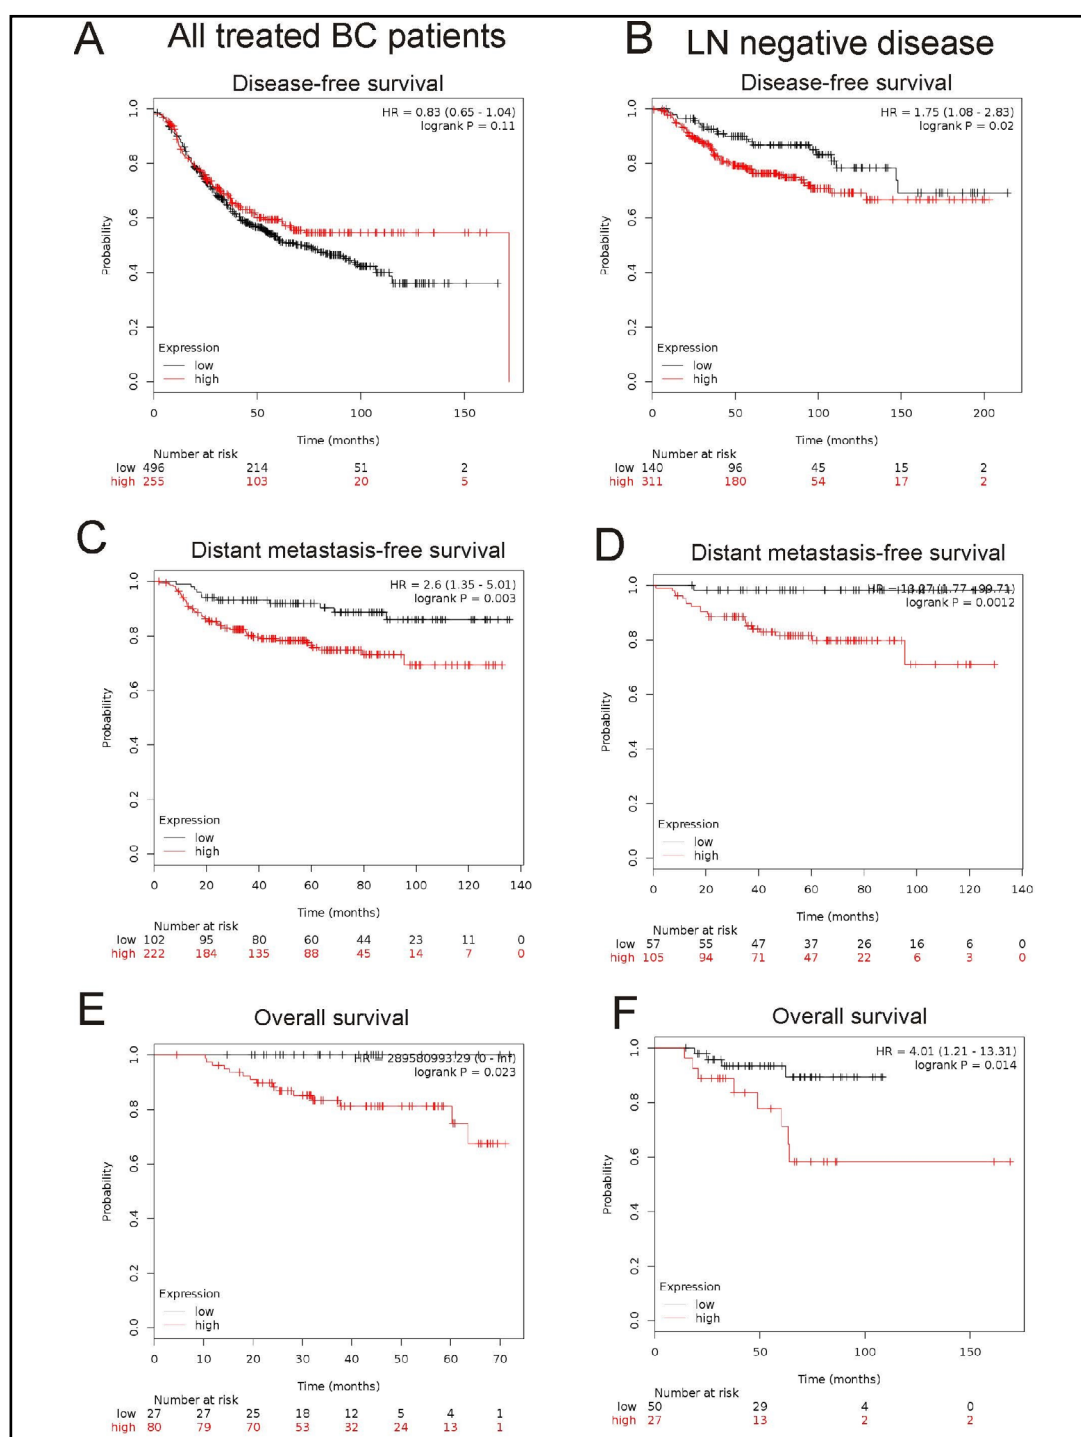 A All treated BC patients
Disease-free survival
HR = 0.83 (0.65 - 1.04)
logrank P = 0.11
Probability
1.0
0.8
0.6
0.4
0.2
0.0
Expression
low
high
0 50 100 150
Time (months)
Number at risk
low 496 214 51 2
high 255 103 20 5
B LN negative disease
Disease-free survival
HR = 1.75 (1.08 - 2.83)
logrank P = 0.02
Probability
1.0
0.8
0.6
0.4
0.2
0.0
Expression
low
high
0 50 100 150 200
Time (months)
Number at risk
low 140 96 45 15 2
high 311 180 54 17 2
C Distant metastasis-free survival
HR = 2.6 (1.35 - 5.01)
logrank P = 0.003
Probability
1.0
0.8
0.6
0.4
0.2
0.0
Expression
low
high
0 20 40 60 80 100 120 140
Time (months)
Number at risk
low 102 95 80 60 44 23 11 0
high 222 184 135 88 45 14 7 0
D Distant metastasis-free survival
HR = (1.77 - 99.71)
logrank P = 0.0012
Probability
1.0
0.8
0.6
0.4
0.2
0.0
Expression
low
high
0 20 40 60 80 100 120 140
Time (months)
Number at risk
low 57 55 47 37 26 16 6 0
high 105 94 71 47 22 6 3 0
E Overall survival
HR = 289580993.29 (0 - Inf)
logrank P = 0.023
Probability
1.0
0.8
0.6
0.4
0.2
0.0
Expression
low
high
0 10 20 30 40 50 60 70
Time (months)
Number at risk
low 27 27 25 18 12 5 4 1
high 80 79 70 53 32 24 13 1
F Overall survival
HR = 4.01 (1.21 - 13.31)
logrank P = 0.014
Probability
1.0
0.8
0.6
0.4
0.2
0.0
Expression
low
high
0 50 100 150
Time (months)
Number at risk
low 50 29 4 0
high 27 13 2 2